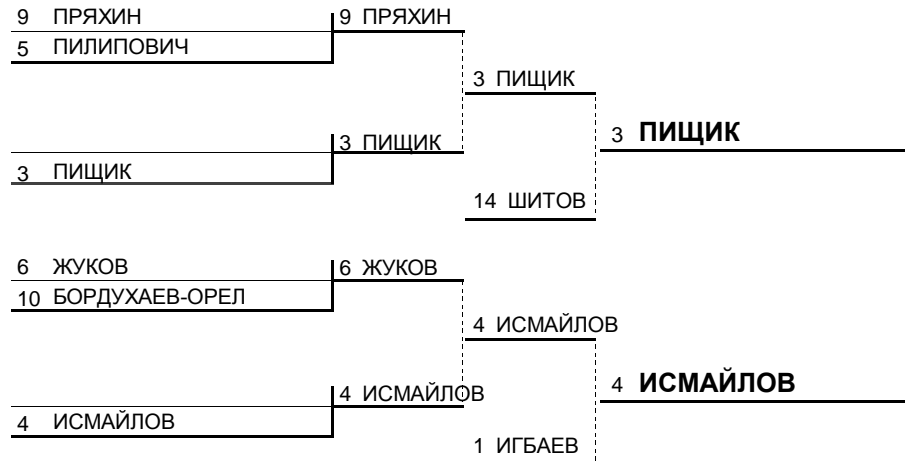 9 ПРЯХИН
9 ПРЯХИН
5 ПИЛИПОВИЧ
3 ПИЩИК
3 ПИЩИК
3 ПИЩИК
3 ПИЩИК
14 ШИТОВ
6 ЖУКОВ
6 ЖУКОВ
10 БОРДУХАЕВ-ОРЕЛ
4 ИСМАЙЛОВ
4 ИСМАЙЛОВ
4 ИСМАЙЛОВ
4 ИСМАЙЛОВ
1 ИГБАЕВ